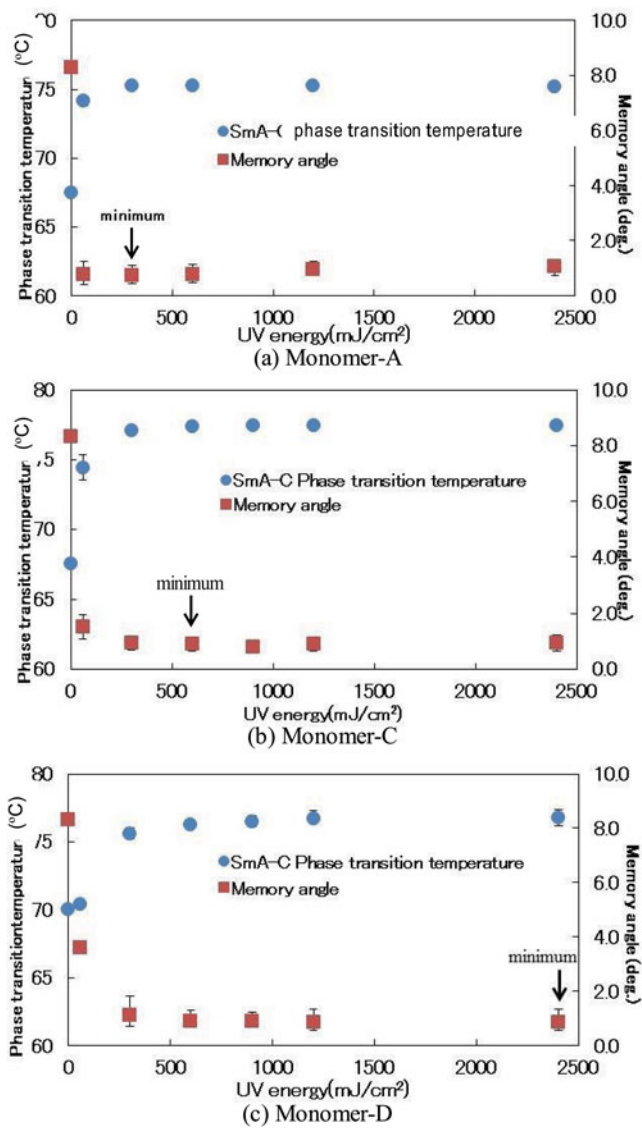 10.0
Phase transition temperatur (°C)
75
70
65
60
8.0
6.0
4.0
2.0
0.0
Memory angle (deg.)
SmA-( phase transition temperature
Memory angle
minimum
0 500 1000 1500 2000 2500
UV energy(mJ/cm²)
(a) Monomer-A
80
75
70
65
60
Phase transition temperatur (°C)
10.0
8.0
6.0
4.0
2.0
0.0
Memory angle (deg.)
SmA-C Phase transition temperature
Memory angle
minimum
0 500 1000 1500 2000 2500
UV energy(mJ/cm²)
(b) Monomer-C
80
75
70
65
60
Phase transitiontemperatur (°C)
10.0
8.0
6.0
4.0
2.0
0.0
Memory angle (deg.)
SmA-C Phase transition temperature
Memory angle
minimum
0 500 1000 1500 2000 2500
UV energy(mJ/cm²)
(c) Monomer-D